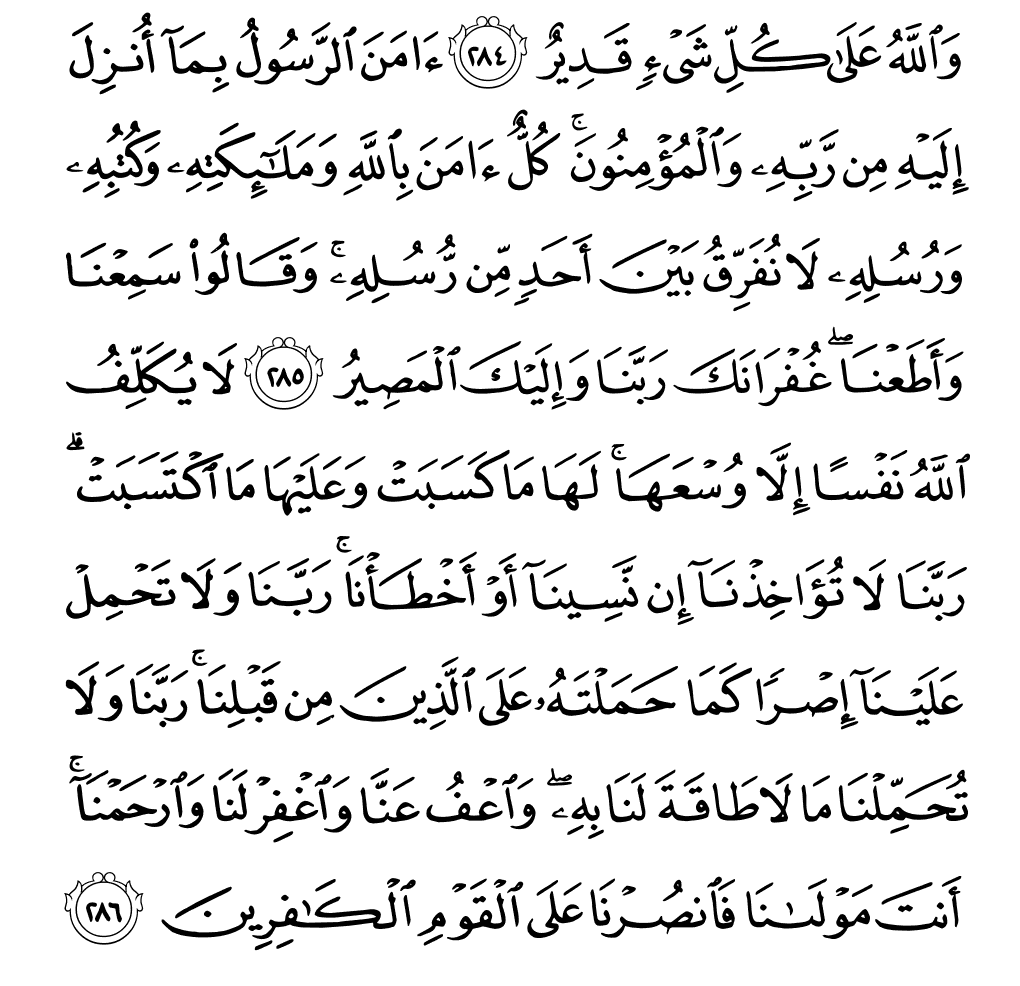 وَٱللَّهُ عَلَىٰ كُلِّ شَىْءٍ قَدِيرٌ ٢٨٤ ءَامَنَ ٱلرَّسُولُ بِمَآ أُنزِلَ
إِلَيْهِ مِن رَّبِّهِۦ وَٱلْمُؤْمِنُونَ ۚ كُلٌّ ءَامَنَ بِٱللَّهِ وَمَلَـٰٓئِكَتِهِۦ وَكُتُبِهِۦ
وَرُسُلِهِۦ لَا نُفَرِّقُ بَيْنَ أَحَدٍ مِّن رُّسُلِهِۦ ۚ وَقَالُوا۟ سَمِعْنَا
وَأَطَعْنَا ۖ غُفْرَانَكَ رَبَّنَا وَإِلَيْكَ ٱلْمَصِيرُ ٢٨٥ لَا يُكَلِّفُ
ٱللَّهُ نَفْسًا إِلَّا وُسْعَهَا ۚ لَهَا مَا كَسَبَتْ وَعَلَيْهَا مَا ٱكْتَسَبَتْ ۗ
رَبَّنَا لَا تُؤَاخِذْنَآ إِن نَّسِينَآ أَوْ أَخْطَأْنَا ۚ رَبَّنَا وَلَا تَحْمِلْ
عَلَيْنَآ إِصْرًا كَمَا حَمَلْتَهُۥ عَلَى ٱلَّذِينَ مِن قَبْلِنَا ۚ رَبَّنَا وَلَا
تُحَمِّلْنَا مَا لَا طَاقَةَ لَنَا بِهِۦ ۖ وَٱعْفُ عَنَّا وَٱغْفِرْ لَنَا وَٱرْحَمْنَآ ۚ
أَنتَ مَوْلَىٰنَا فَٱنصُرْنَا عَلَى ٱلْقَوْمِ ٱلْكَـٰفِرِينَ ٢٨٦